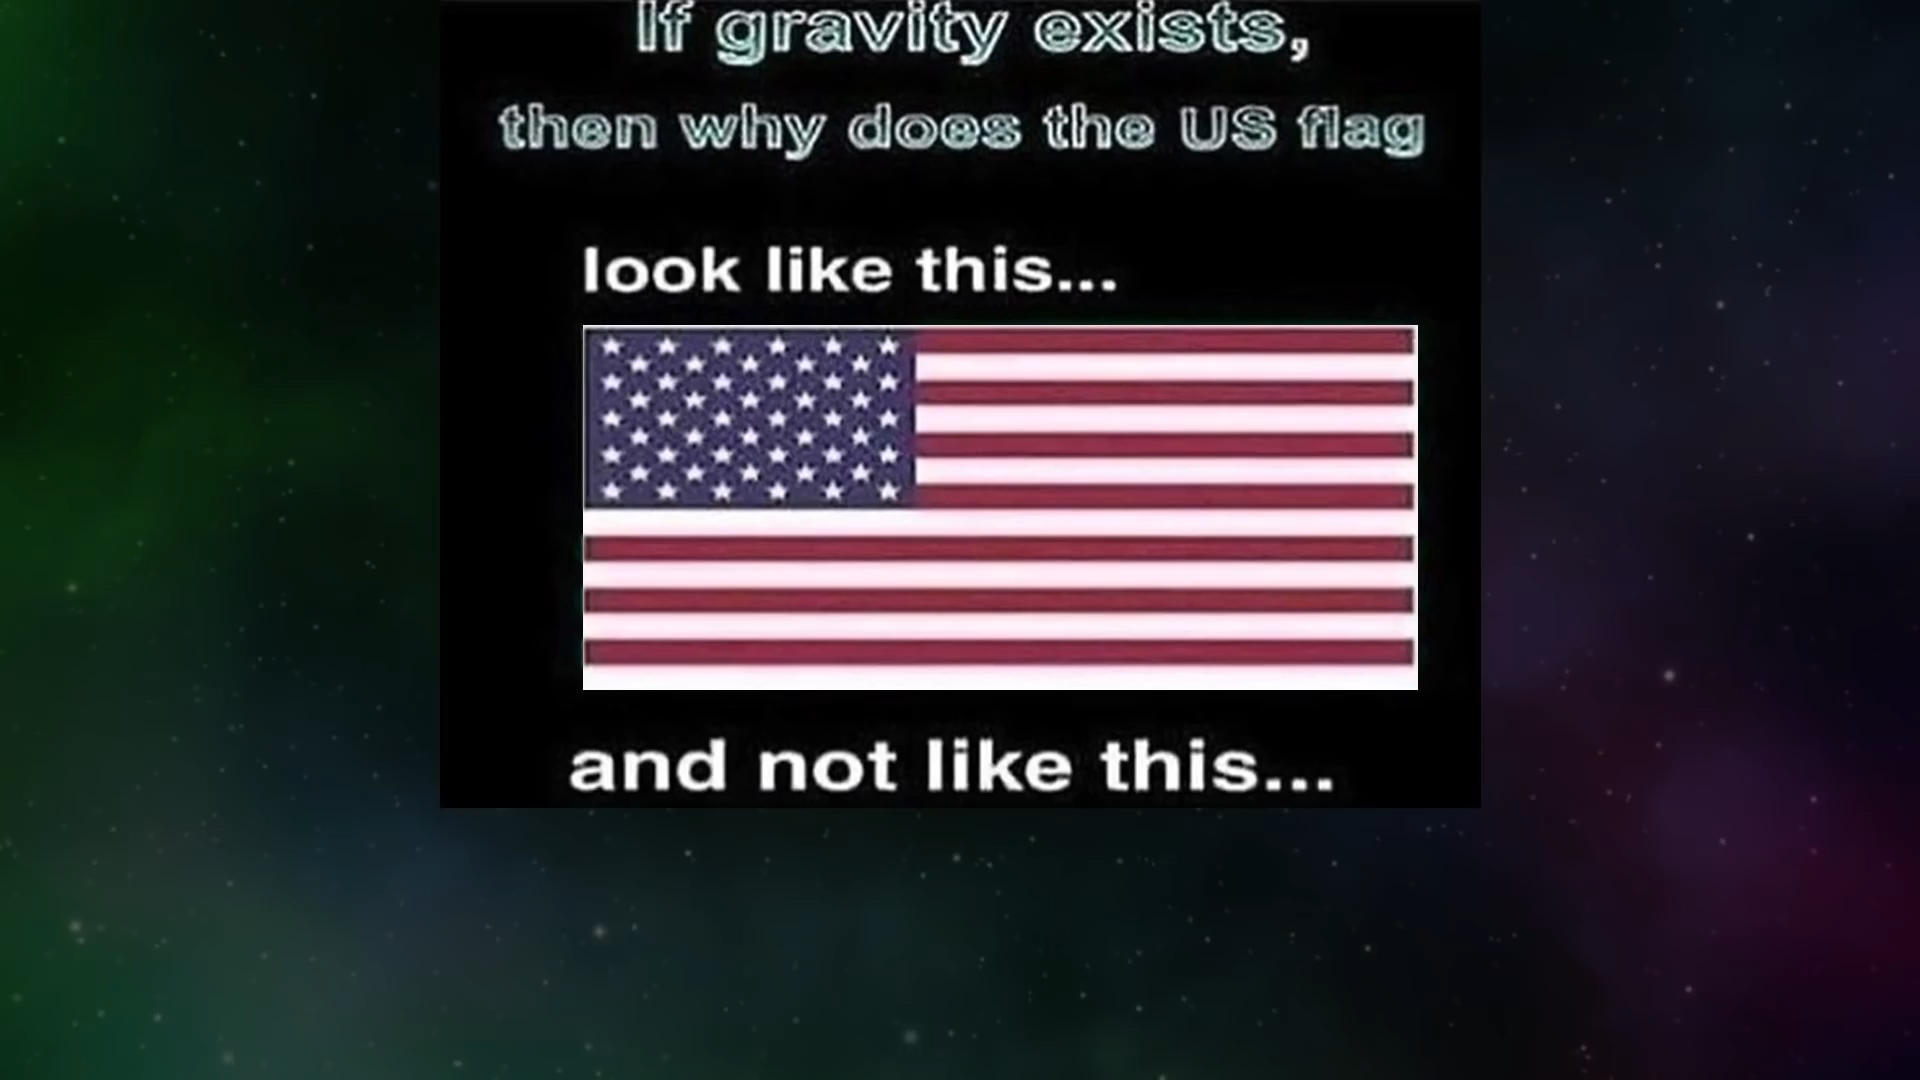 If gravity exists,
then why does the US flag
look like this...
and not like this...